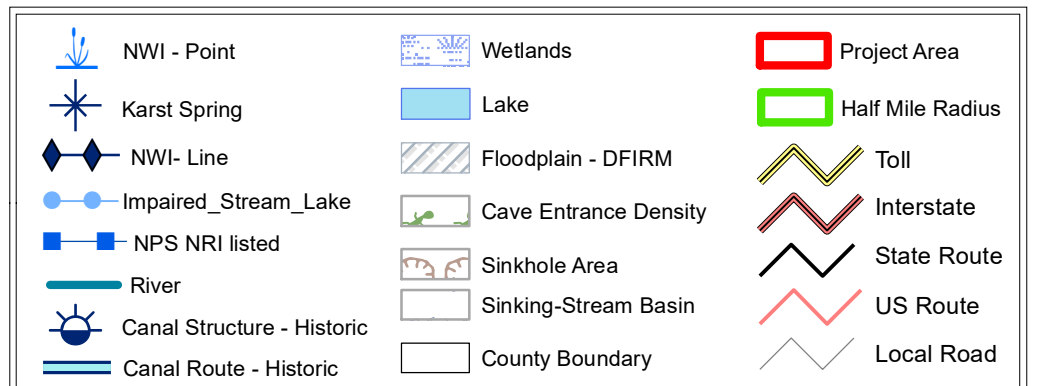 NWI - Point
Karst Spring
NWI- Line
Impaired_Stream_Lake
NPS NRI listed
River
Canal Structure - Historic
Canal Route - Historic
Wetlands
Lake
Floodplain - DFIRM
Cave Entrance Density
Sinkhole Area
Sinking-Stream Basin
County Boundary
Project Area
Half Mile Radius
Toll
Interstate
State Route
US Route
Local Road